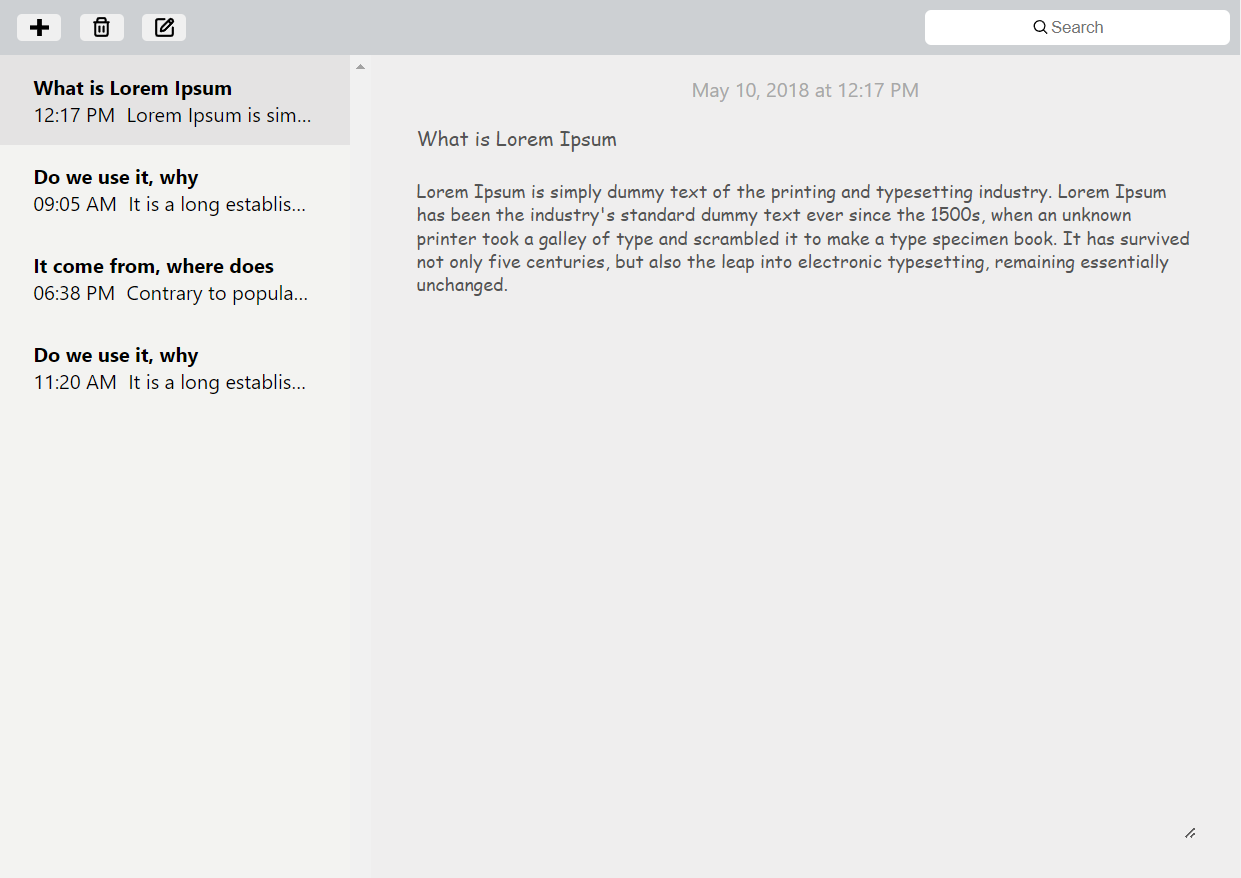 Search
What is Lorem Ipsum
12:17 PM Lorem Ipsum is sim...
Do we use it, why
09:05 AM It is a long establis...
It come from, where does
06:38 PM Contrary to popula...
Do we use it, why
11:20 AM It is a long establis...
May 10, 2018 at 12:17 PM
What is Lorem Ipsum
Lorem Ipsum is simply dummy text of the printing and typesetting industry. Lorem Ipsum
has been the industry's standard dummy text ever since the 1500s, when an unknown
printer took a galley of type and scrambled it to make a type specimen book. It has survived
not only five centuries, but also the leap into electronic typesetting, remaining essentially
unchanged.